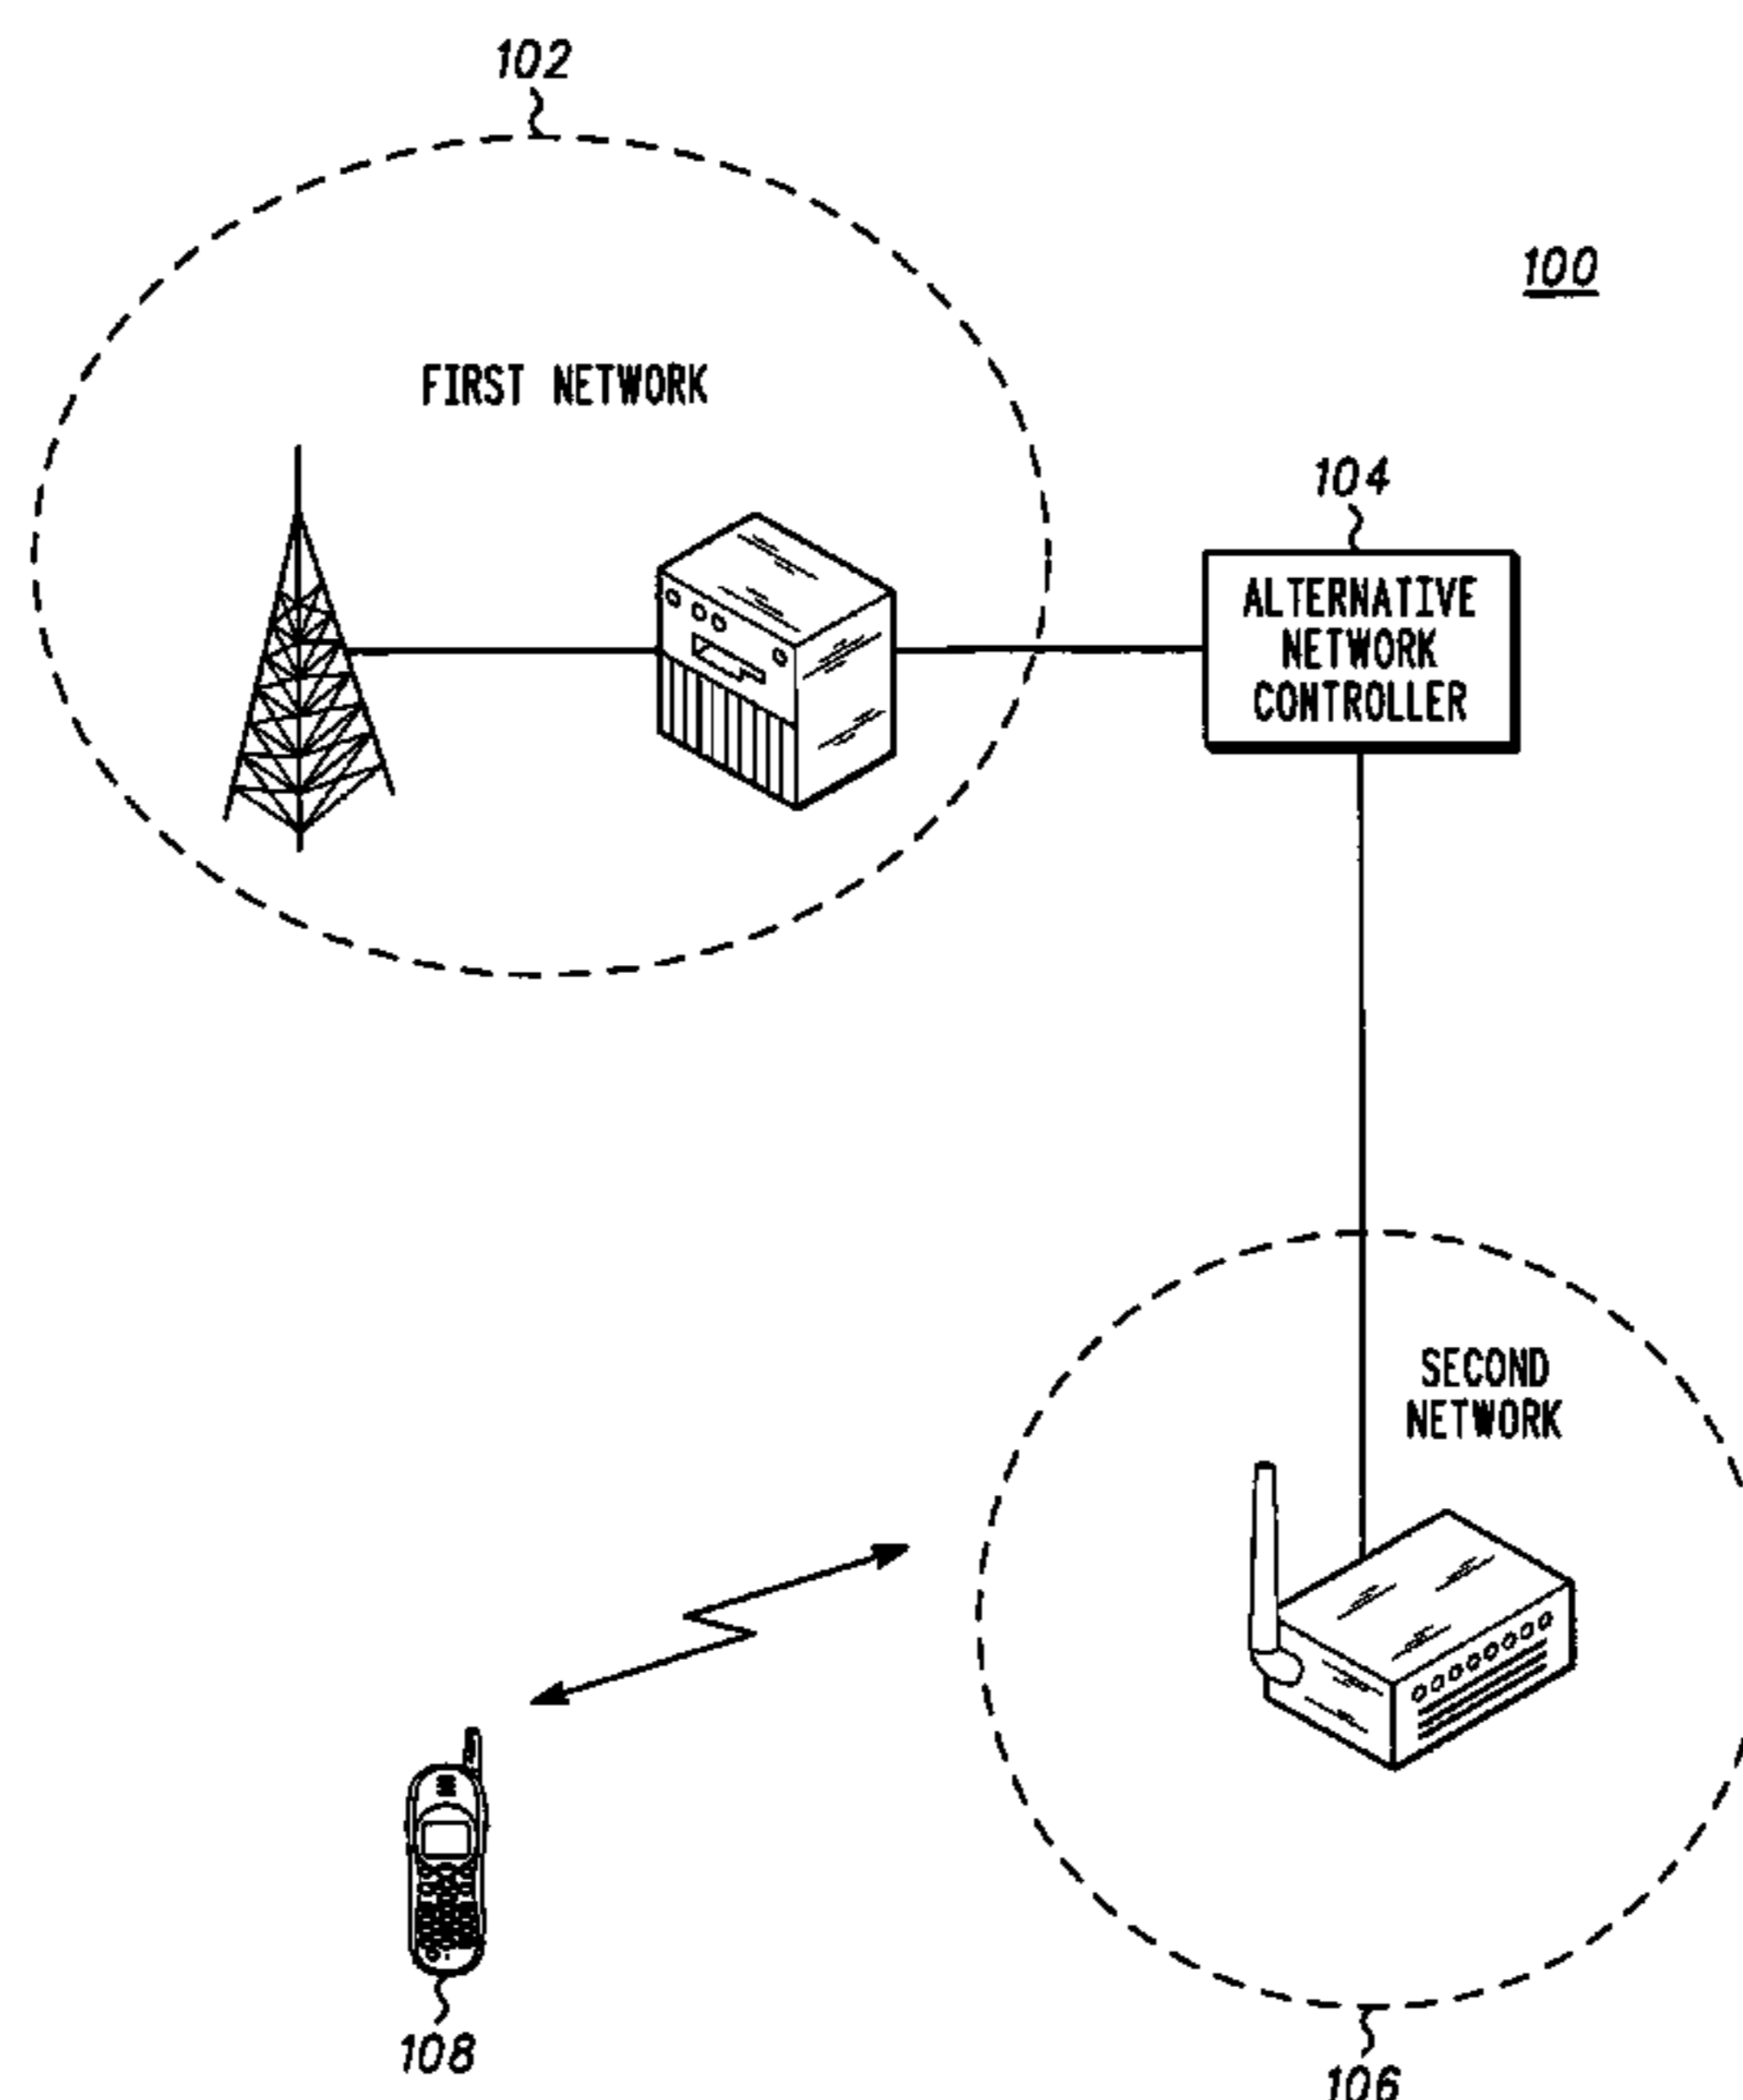 102
100
FIRST NETWORK
104
ALTERNATIVE
NETWORK
CONTROLLER
SECOND
NETWORK
108
106